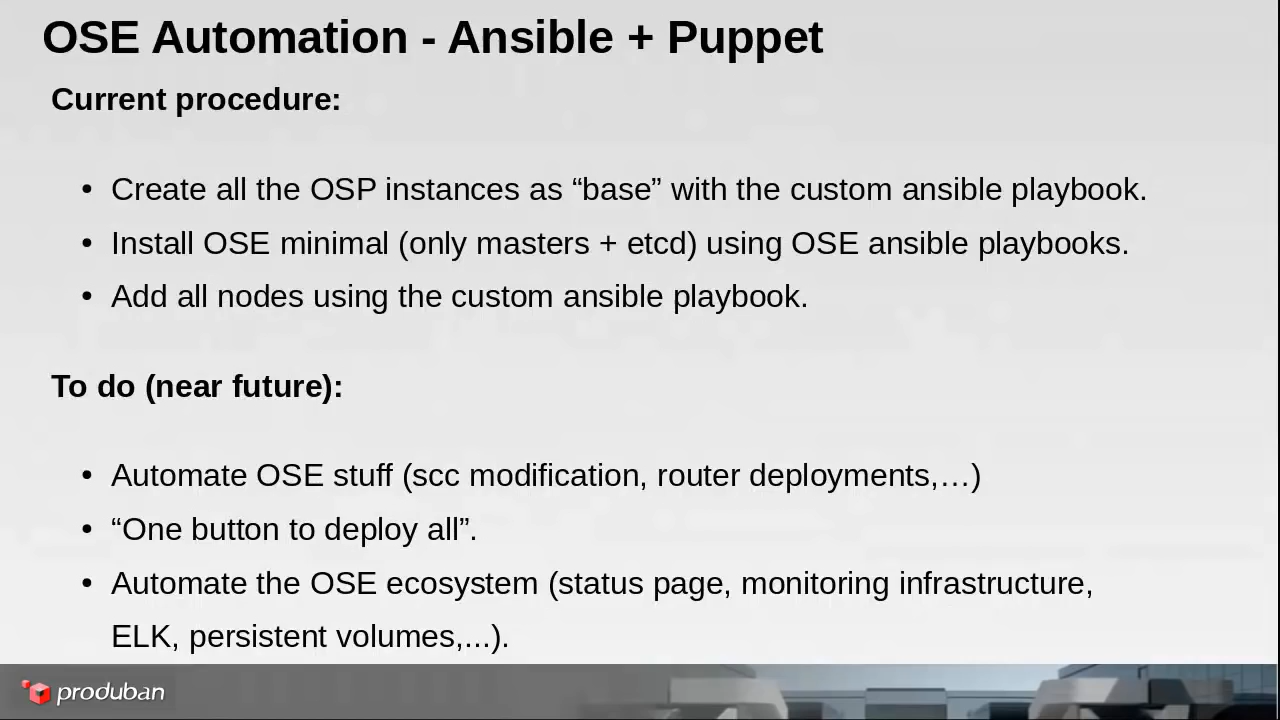 OSE Automation - Ansible + Puppet
Current procedure:
• Create all the OSP instances as “base” with the custom ansible playbook.
• Install OSE minimal (only masters + etcd) using OSE ansible playbooks.
• Add all nodes using the custom ansible playbook.
To do (near future):
• Automate OSE stuff (scc modification, router deployments,…)
• “One button to deploy all”.
• Automate the OSE ecosystem (status page, monitoring infrastructure,
ELK, persistent volumes,...).
produban